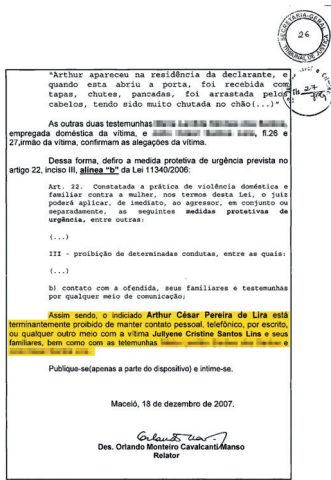 SECRETARIA-GERAL
TRIBUNAL DE JUSTIÇA
26
"Arthur apareceu na residência da declarante, e
quando esta abriu a porta, foi recebida com
tapas, chutes, pancadas, foi arrastada pelos
cabelos, tendo sido muito chutada no chão(...)"
As outras duas testemunhas
empregada doméstica da vítima, e fl.26 e
27,irmão da vítima, confirmam as alegações da vítima.
Dessa forma, defiro a medida protetiva de urgência prevista no
artigo 22, inciso III, alínea "b" da Lei 11340/2006:
Art. 22. Constatada a prática de violência doméstica e
familiar contra a mulher, nos termos desta Lei, o juiz
poderá aplicar, de imediato, ao agressor, em conjunto ou
separadamente, as seguintes medidas protetivas de
urgência, entre outras:
(...)
III - proibição de determinadas condutas, entre as quais:
(...)
b) contato com a ofendida, seus familiares e testemunhas
por qualquer meio de comunicação;
Assim sendo, o indiciado Arthur César Pereira de Lira está
terminantemente proibido de manter contato pessoal, telefônico, por escrito,
ou qualquer outro meio com a vítima Jullyene Cristine Santos Lins e seus
familiares, bem como com as tetemunhas e
Publique-se(apenas a parte do dispositivo) e intime-se.
Maceió, 18 de dezembro de 2007.
Des. Orlando Monteiro Cavalcanti Manso
Relator